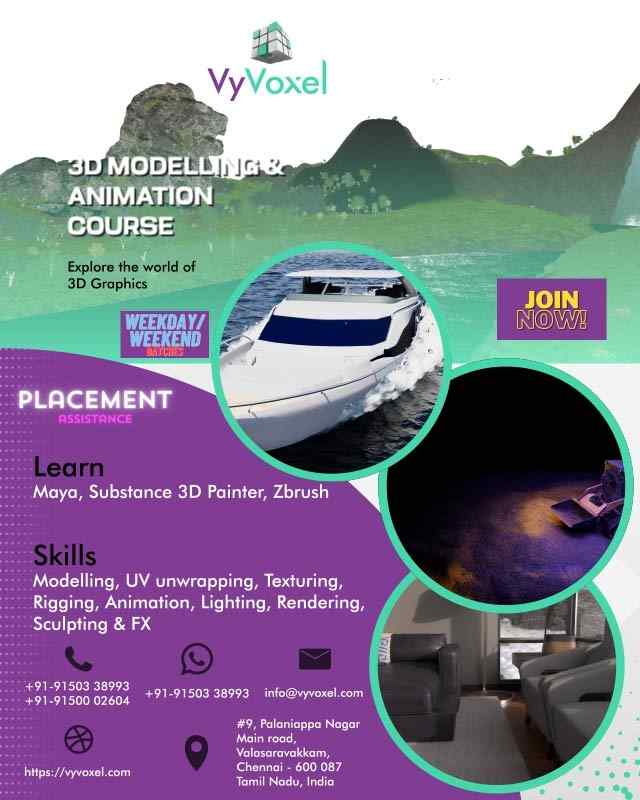 VyVoxel
3D MODELLING &
ANIMATION
COURSE
Explore the world of
3D Graphics
WEEKDAY/
WEEKEND
BATCHES
JOIN
NOW!
PLACEMENT
ASSISTANCE
Learn
Maya, Substance 3D Painter, Zbrush
Skills
Modelling, UV unwrapping, Texturing,
Rigging, Animation, Lighting, Rendering,
Sculpting & FX
+91-91503 38993
+91-91500 02604
+91-91503 38993
info@vyvoxel.com
https://vyvoxel.com
#9, Palaniappa Nagar
Main road,
Valasaravakkam,
Chennai - 600 087
Tamil Nadu, India